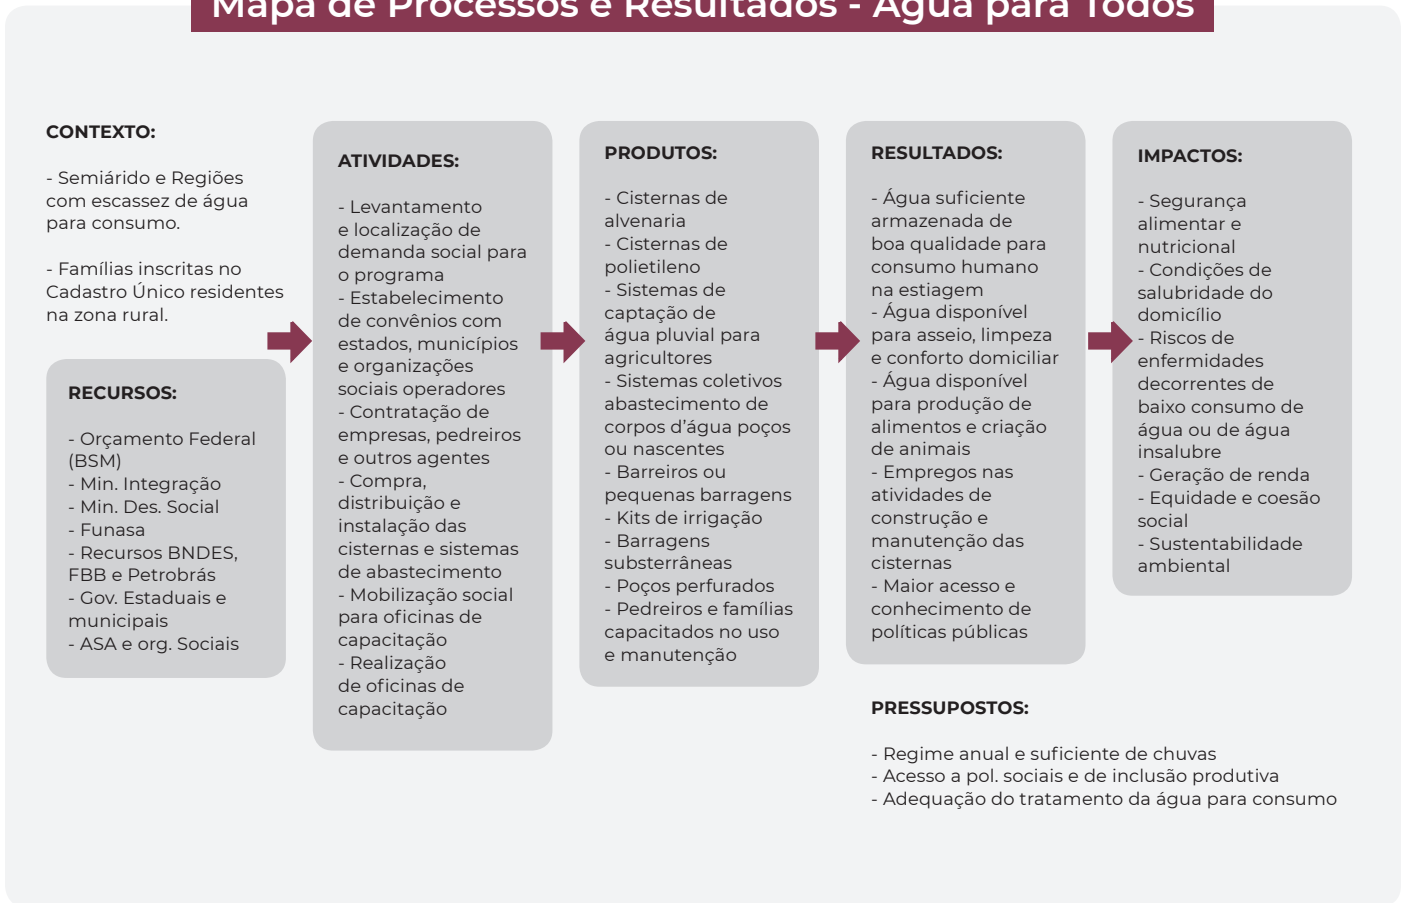 Mapa de Processos e Resultados - Água para Todos
CONTEXTO:
- Semiárido e Regiões
com escassez de água
para consumo.
- Famílias inscritas no
Cadastro Único residentes
na zona rural.
RECURSOS:
- Orçamento Federal
(BSM)
- Min. Integração
- Min. Des. Social
- Funasa
- Recursos BNDES,
FBB e Petrobrás
- Gov. Estaduais e
municipais
- ASA e org. Sociais
ATIVIDADES:
- Levantamento
e localização de
demanda social para
o programa
- Estabelecimento
de convênios com
estados, municípios
e organizações
sociais operadores
- Contratação de
empresas, pedreiros
e outros agentes
- Compra,
distribuição e
instalação das
cisternas e sistemas
de abastecimento
- Mobilização social
para oficinas de
capacitação
- Realização
de oficinas de
capacitação
PRODUTOS:
- Cisternas de
alvenaria
- Cisternas de
polietileno
- Sistemas de
captação de
água pluvial para
agricultores
- Sistemas coletivos
abastecimento de
corpos d’água poços
ou nascentes
- Barreiros ou
pequenas barragens
- Kits de irrigação
- Barragens
substerrâneas
- Poços perfurados
- Pedreiros e famílias
capacitados no uso
e manutenção
RESULTADOS:
- Água suficiente
armazenada de
boa qualidade para
consumo humano
na estiagem
- Água disponível
para asseio, limpeza
e conforto domiciliar
- Água disponível
para produção de
alimentos e criação
de animais
- Empregos nas
atividades de
construção e
manutenção das
cisternas
- Maior acesso e
conhecimento de
políticas públicas
IMPACTOS:
- Segurança
alimentar e
nutricional
- Condições de
salubridade do
domicílio
- Riscos de
enfermidades
decorrentes de
baixo consumo de
água ou de água
insalubre
- Geração de renda
- Equidade e coesão
social
- Sustentabilidade
ambiental
PRESSUPOSTOS:
- Regime anual e suficiente de chuvas
- Acesso a pol. sociais e de inclusão produtiva
- Adequação do tratamento da água para consumo